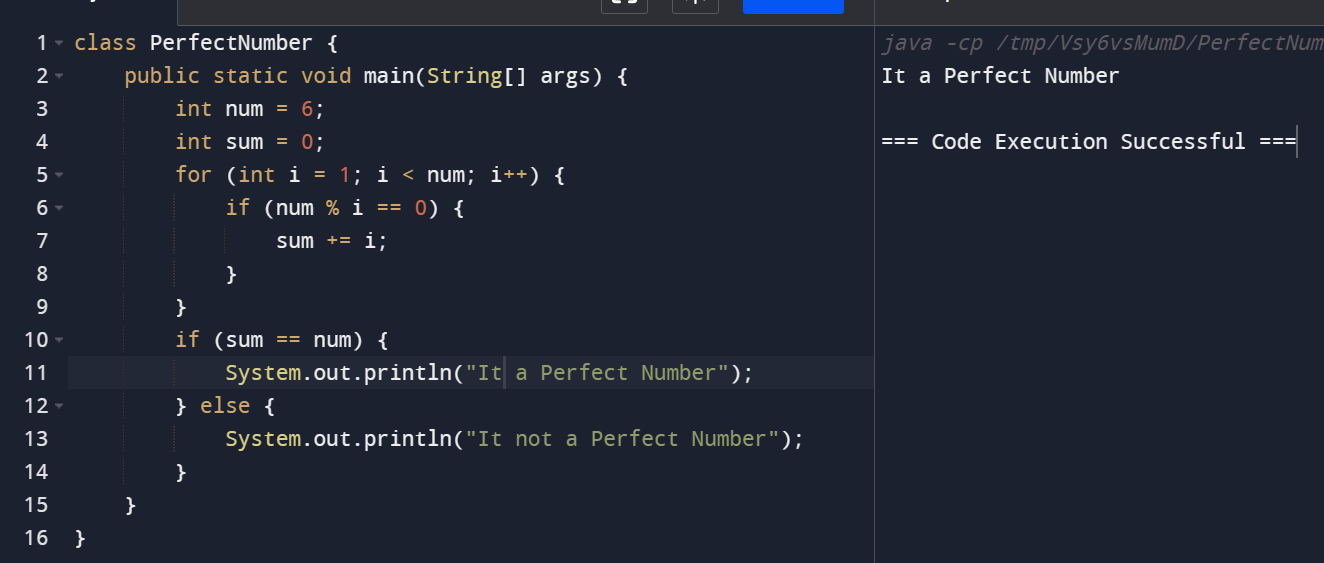 1 class PerfectNumber {
2 public static void main(String[] args) {
3 int num = 6;
4 int sum = 0;
5 for (int i = 1; i < num; i++) {
6 if (num % i == 0) {
7 sum += i;
8 }
9 }
10 if (sum == num) {
11 System.out.println("It a Perfect Number");
12 } else {
13 System.out.println("It not a Perfect Number");
14 }
15 }
16 }
java -cp /tmp/Vsy6vsMumD/PerfectNum
It a Perfect Number
=== Code Execution Successful ===